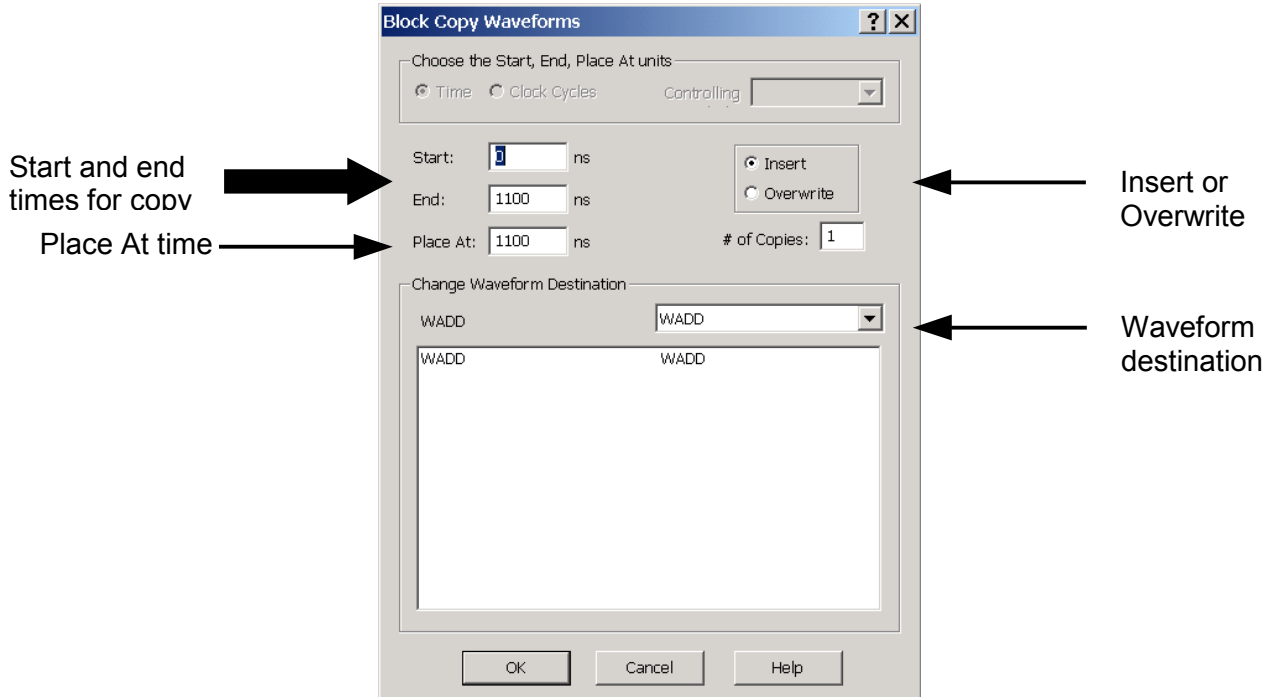 Block Copy Waveforms
Choose the Start, End, Place At units
Time Clock Cycles Controlling
Start and end
times for copy
Place At time
Start: 0 ns
End: 1100 ns
Place At: 1100 ns
Insert
Overwrite
# of Copies: 1
Insert or
Overwrite
Change Waveform Destination
WADD WADD
WADD WADD
Waveform
destination
OK Cancel Help